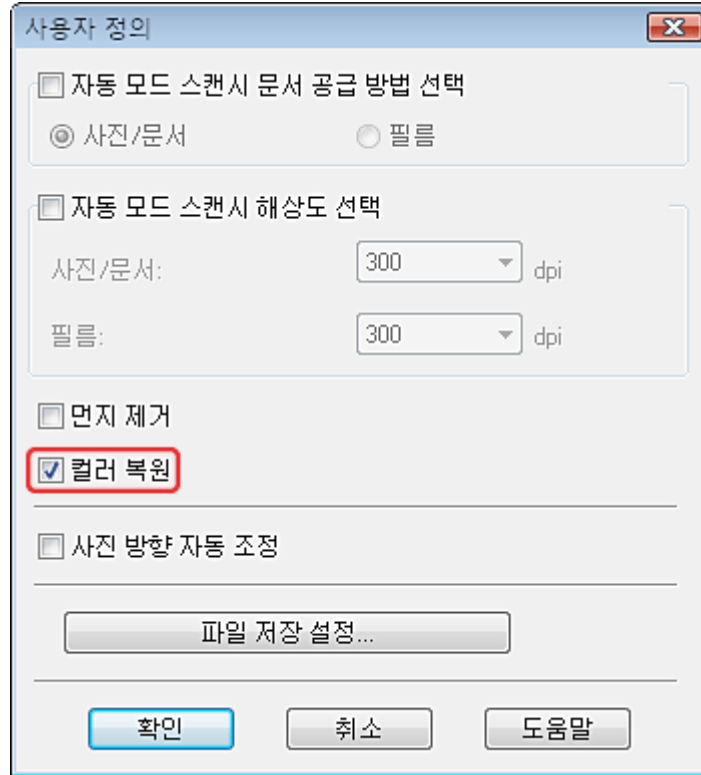 사용자 정의
자동 모드 스캔시 문서 공급 방법 선택
사진/문서 필름
자동 모드 스캔시 해상도 선택
사진/문서: 300 dpi
필름: 300 dpi
먼지 제거
컬러 복원
사진 방향 자동 조정
파일 저장 설정...
확인 취소 도움말